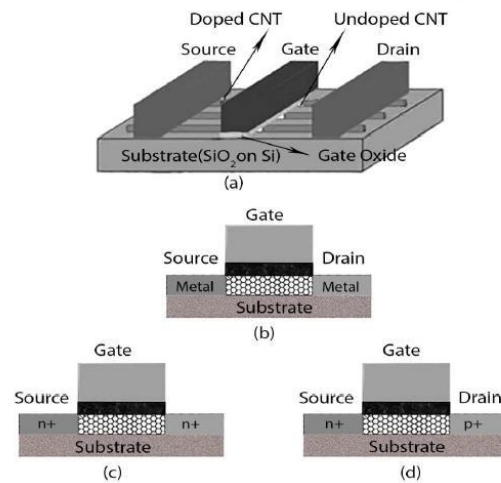 Doped CNT Undoped CNT
Source Gate Drain
Substrate(SiO₂on Si) Gate Oxide
(a)
Gate
Source Drain
Metal Metal
Substrate
(b)
Gate
Source
n+ n+
Substrate
(c)
Gate
Source Drain
n+ p+
Substrate
(d)